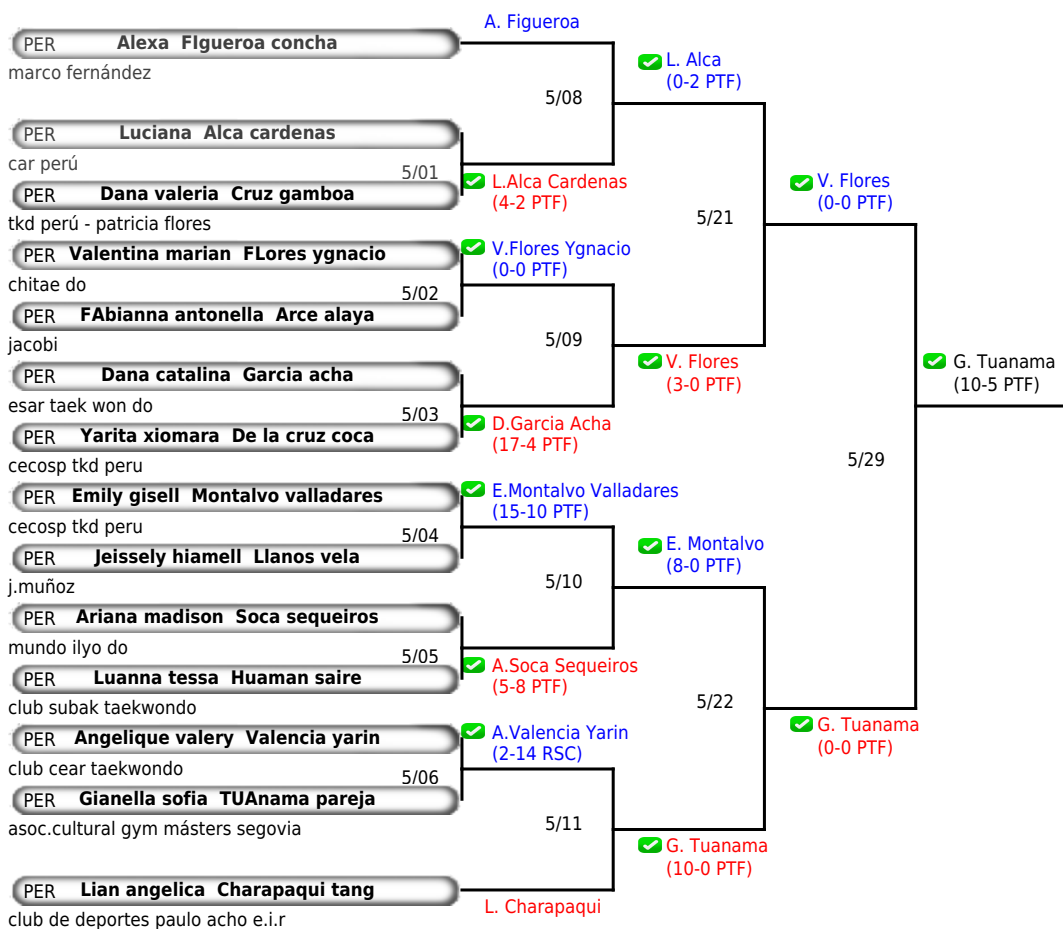 A. Figueroa
PER Alexa FIgueroa concha
marco fernández
L. Alca
(0-2 PTF)
5/08
PER Luciana Alca cardenas
car perú
5/01
L.Alca Cardenas
(4-2 PTF)
V. Flores
(0-0 PTF)
PER Dana valeria Cruz gamboa
tkd perú - patricia flores
5/21
PER Valentina marian FLores ygnacio
V.Flores Ygnacio
(0-0 PTF)
chitae do
5/02
PER FAbianna antonella Arce alaya
jacobi
5/09
V. Flores
(3-0 PTF)
G. Tuanama
(10-5 PTF)
PER Dana catalina Garcia acha
esar taek won do
5/03
D.Garcia Acha
(17-4 PTF)
PER Yarita xiomara De la cruz coca
cecosp tkd peru
5/29
PER Emily gisell Montalvo valladares
E.Montalvo Valladares
(15-10 PTF)
cecosp tkd peru
5/04
E. Montalvo
(8-0 PTF)
PER Jeissely hiamell Llanos vela
j.muñoz
5/10
PER Ariana madison Soca sequeiros
mundo ilyo do
5/05
A.Soca Sequeiros
(5-8 PTF)
PER Luanna tessa Huaman saire
club subak taekwondo
5/22
G. Tuanama
(0-0 PTF)
PER Angelique valery Valencia yarin
A.Valencia Yarin
(2-14 RSC)
club cear taekwondo
5/06
PER Gianella sofia TUAnama pareja
asoc.cultural gym másters segovia
5/11
G. Tuanama
(10-0 PTF)
PER Lian angelica Charapaqui tang
L. Charapaqui
club de deportes paulo acho e.i.r